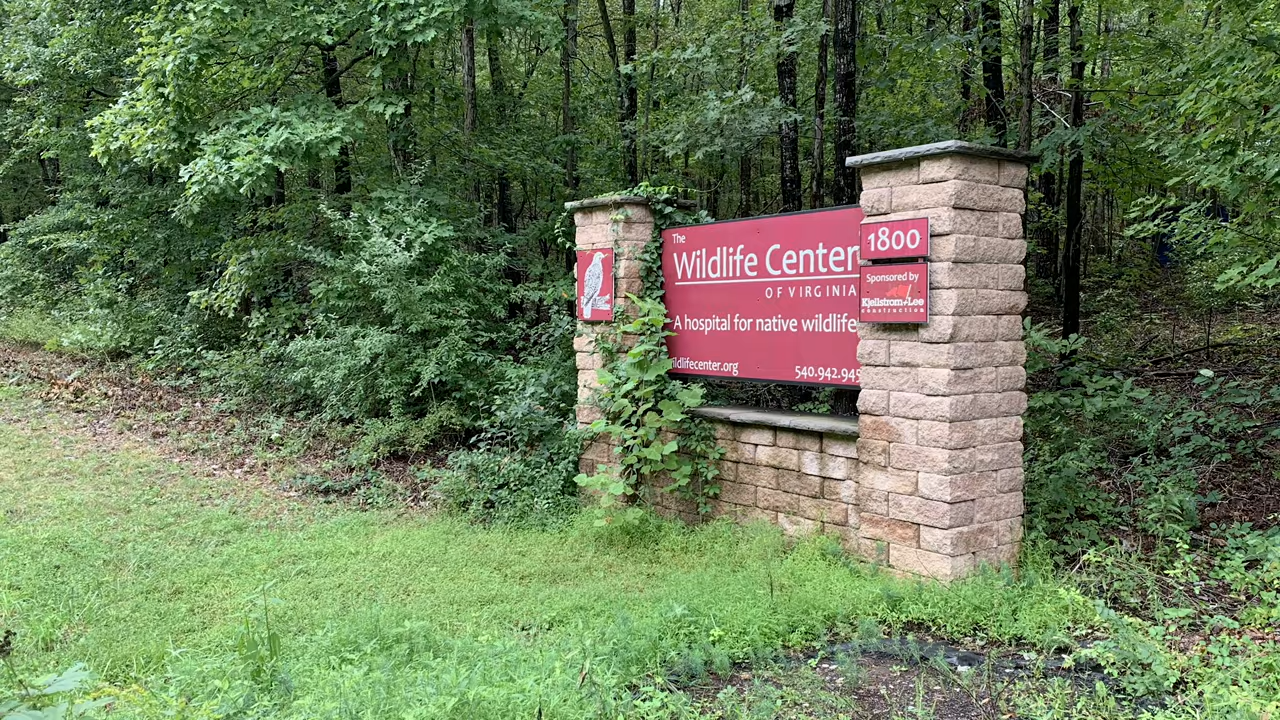 The
Wildlife Center
OF VIRGINIA
A hospital for native wildlife
ildlifecenter.org
540.942.945
1800
Sponsored by
Kjellstrom+Lee
construction